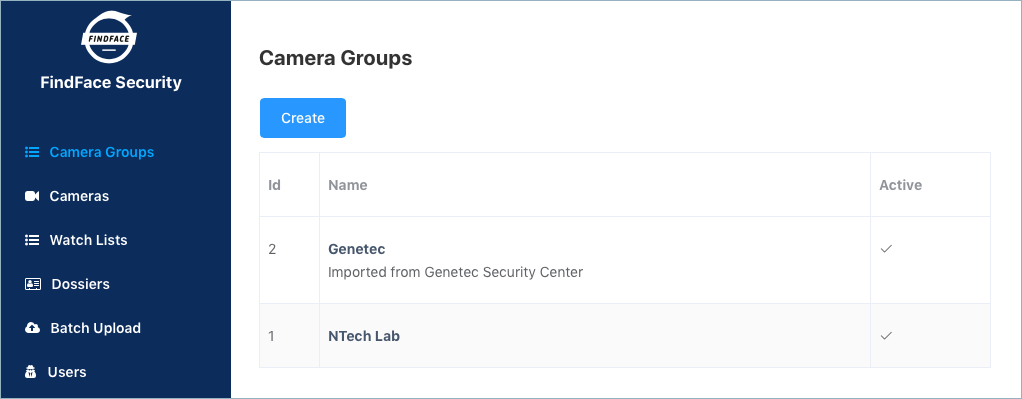 FINDFACE
FindFace Security
Camera Groups
Cameras
Watch Lists
Dossiers
Batch Upload
Users
Camera Groups
Create
Id Name Active
2 Genetec
Imported from Genetec Security Center
1 NTech Lab